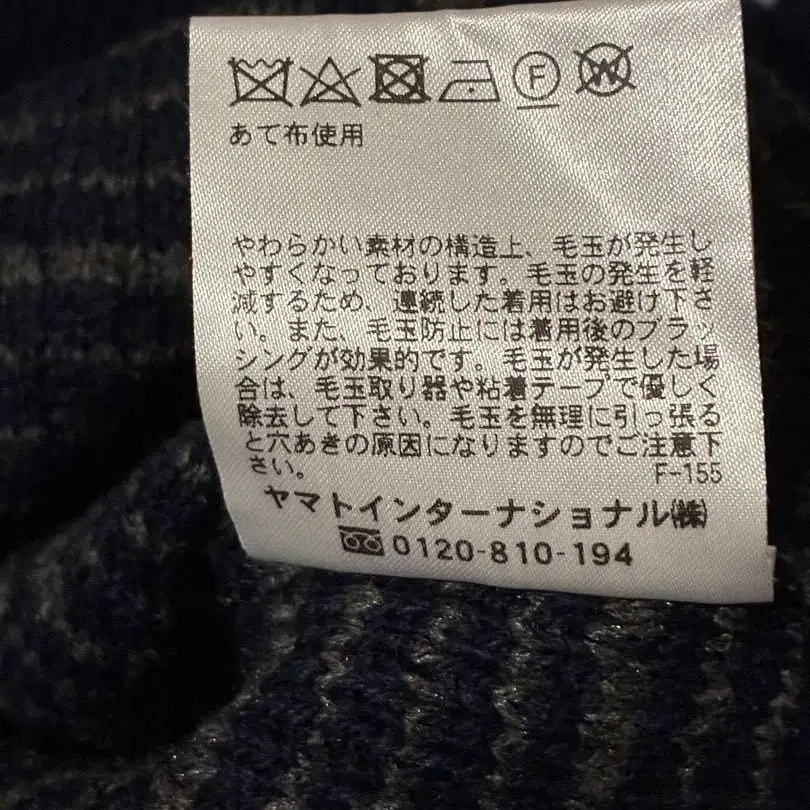 F W
あて布使用
やわらかい素材の構造上、毛玉が発生し
やすくなっております。毛玉の発生を軽
減するため、連続した着用はお避け下さ
い。また、毛玉防止には着用後のブラッ
シングが効果的です。毛玉が発生した場
合は、毛玉取り器や粘着テープで優しく
除去して下さい。毛玉を無理に引っ張る
と穴あきの原因になりますのでご注意下
さい。 F-155
ヤマトインターナショナル㈱
0120-810-194